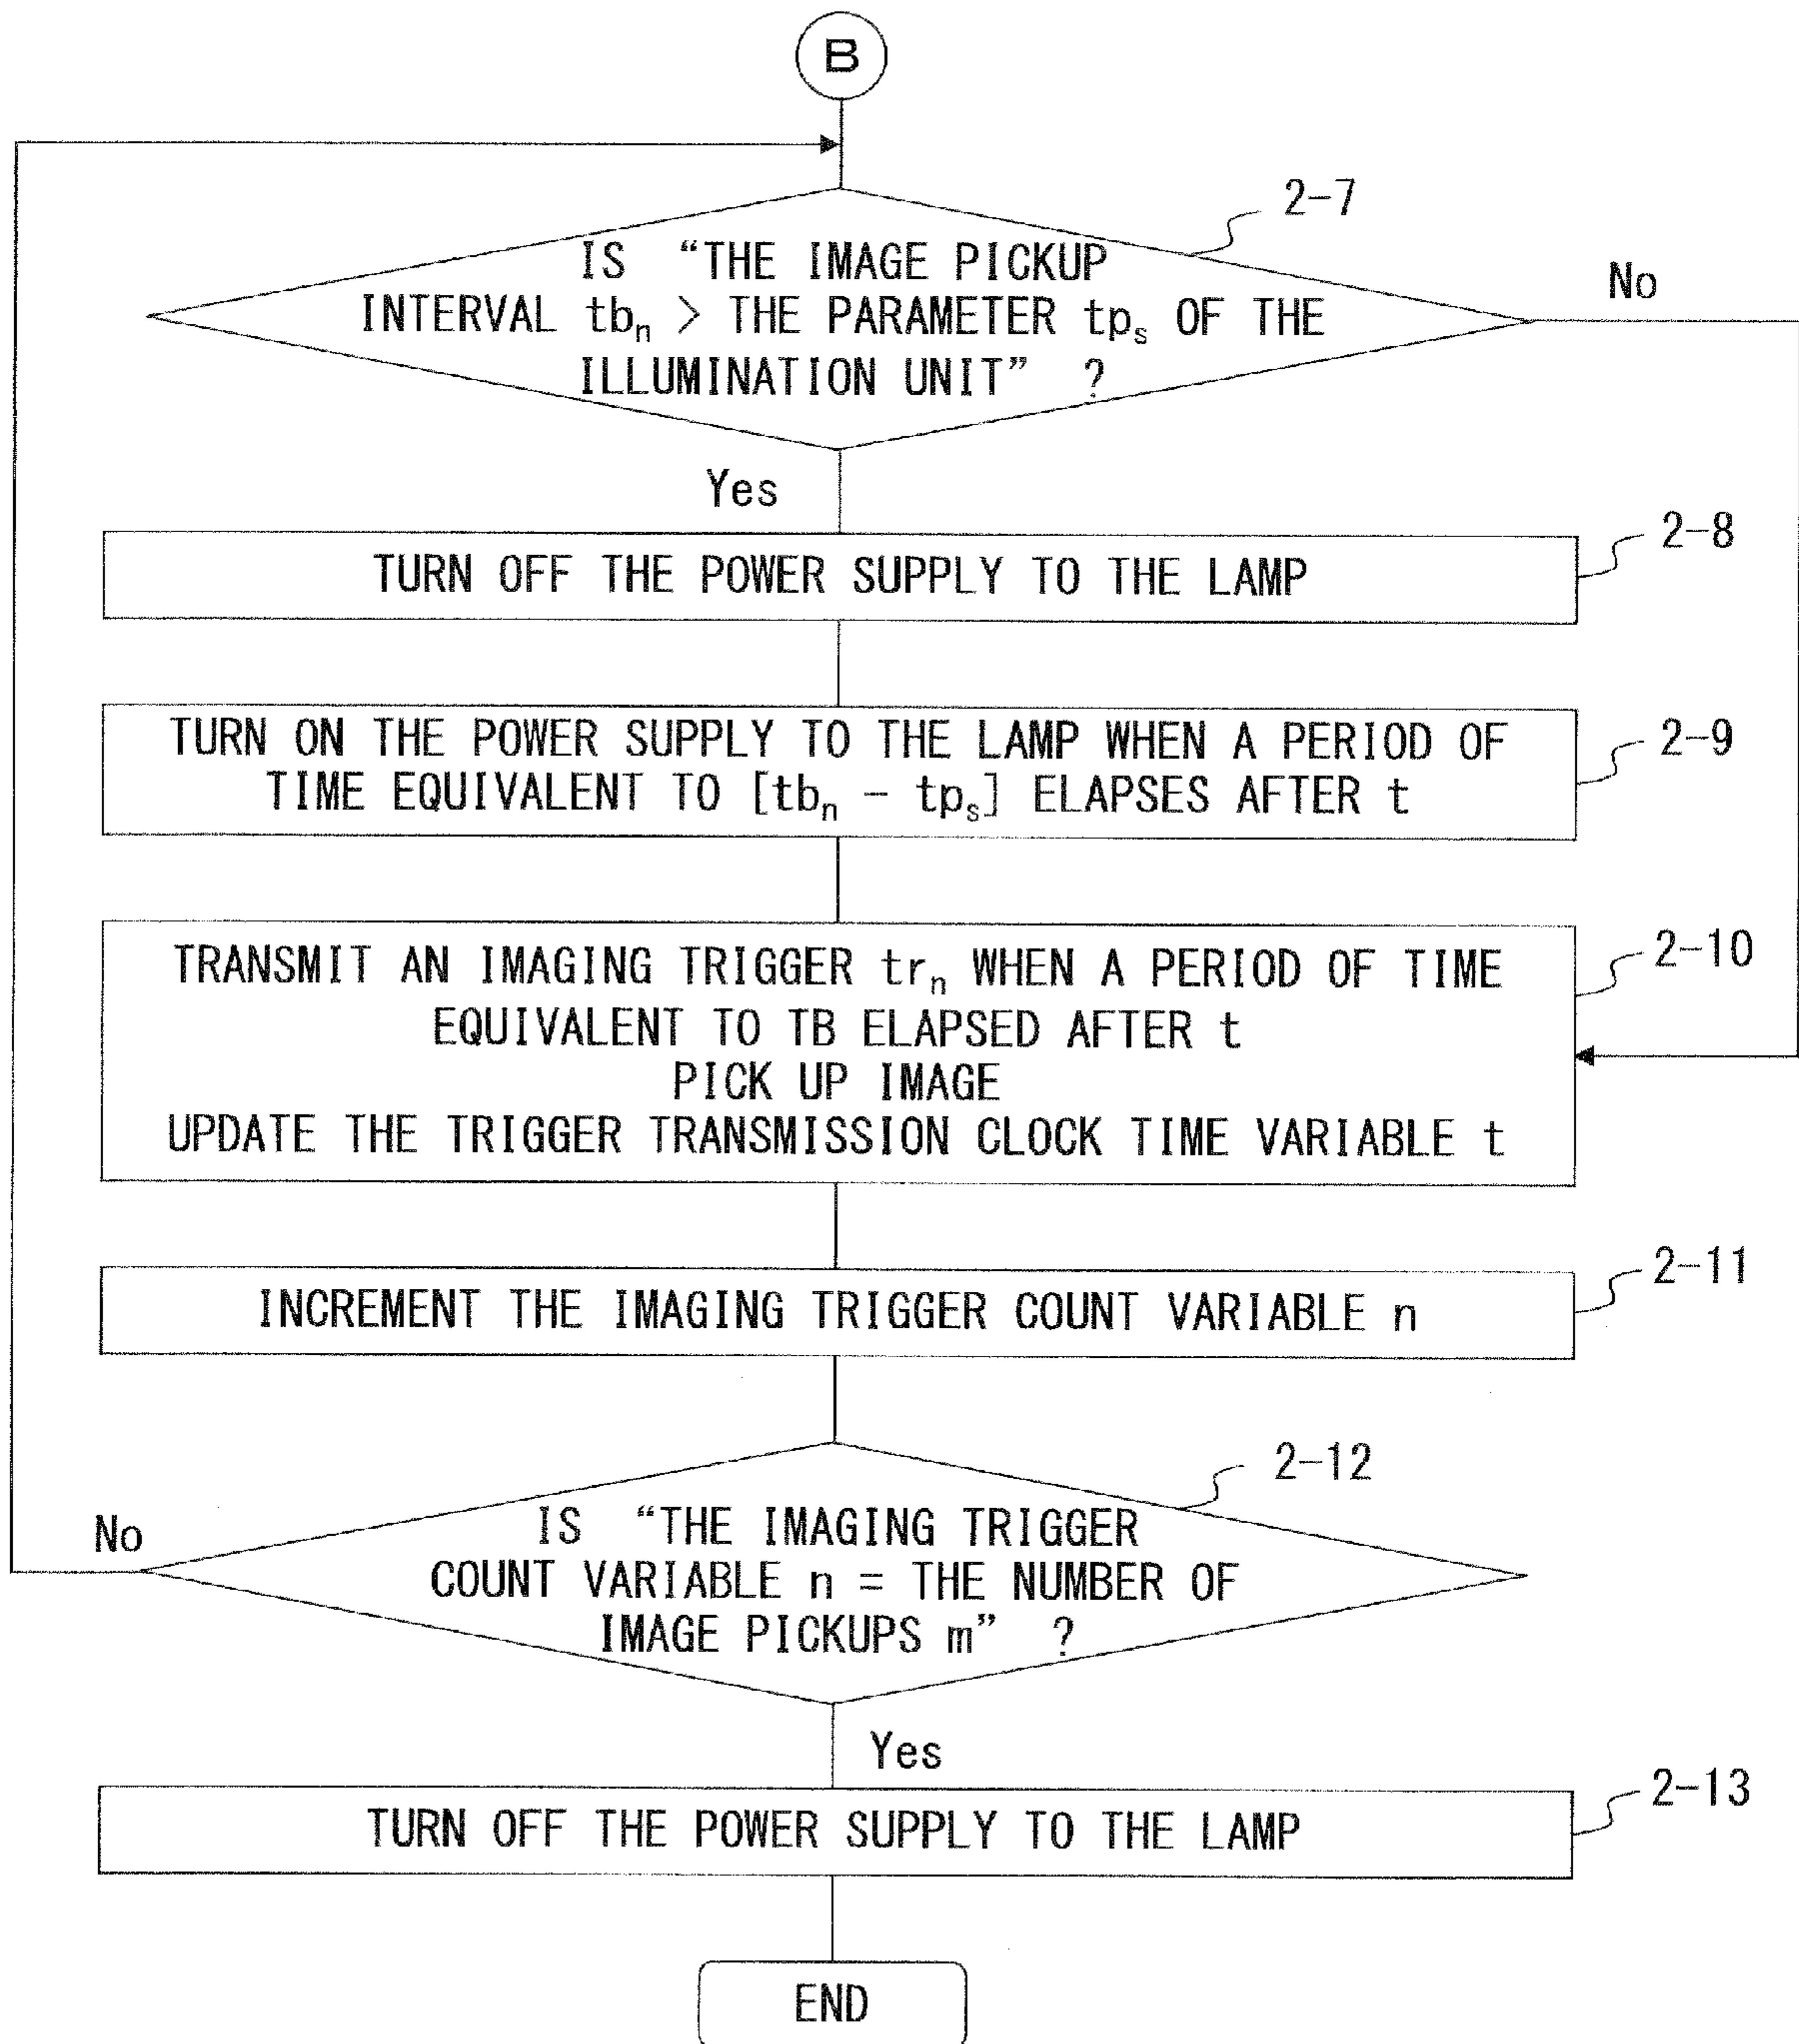 B
2-7
IS “THE IMAGE PICKUP
INTERVAL tbₙ > THE PARAMETER tpₛ OF THE
ILLUMINATION UNIT” ?
No
Yes
2-8
TURN OFF THE POWER SUPPLY TO THE LAMP
TURN ON THE POWER SUPPLY TO THE LAMP WHEN A PERIOD OF
TIME EQUIVALENT TO [tbₙ - tpₛ] ELAPSES AFTER t
2-9
TRANSMIT AN IMAGING TRIGGER trₙ WHEN A PERIOD OF TIME
EQUIVALENT TO TB ELAPSED AFTER t
PICK UP IMAGE
UPDATE THE TRIGGER TRANSMISSION CLOCK TIME VARIABLE t
2-10
2-11
INCREMENT THE IMAGING TRIGGER COUNT VARIABLE n
2-12
IS “THE IMAGING TRIGGER
COUNT VARIABLE n = THE NUMBER OF
IMAGE PICKUPS m” ?
No
Yes
2-13
TURN OFF THE POWER SUPPLY TO THE LAMP
END